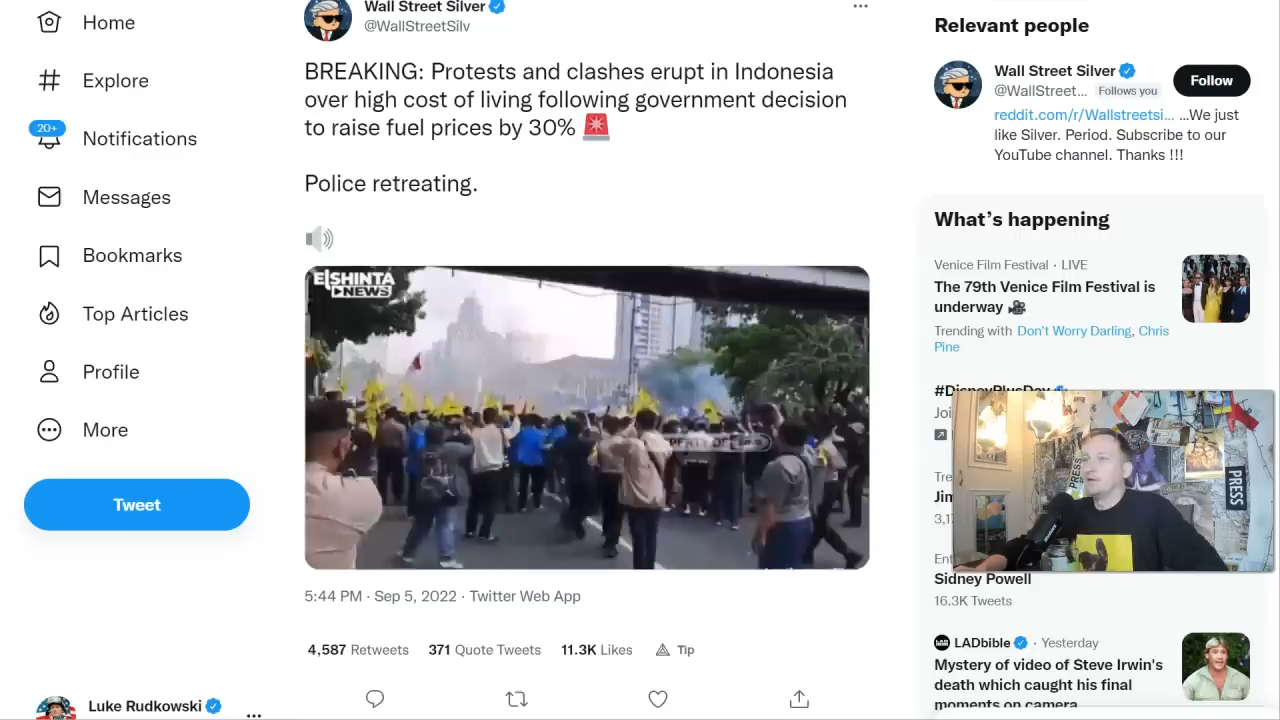 Home
Explore
20+
Notifications
Messages
Bookmarks
Top Articles
Profile
More
Tweet
Luke Rudkowski
Wall Street Silver
@WallStreetSilv
BREAKING: Protests and clashes erupt in Indonesia
over high cost of living following government decision
to raise fuel prices by 30%
Police retreating.
ElSHINTA
NEWS
5:44 PM · Sep 5, 2022 · Twitter Web App
4,587 Retweets 371 Quote Tweets 11.3K Likes Tip
Relevant people
Wall Street Silver
@WallStreet... Follows you
Follow
reddit.com/r/Wallstreetsi... ...We just
like Silver. Period. Subscribe to our
YouTube channel. Thanks !!!
What's happening
Venice Film Festival · LIVE
The 79th Venice Film Festival is
underway
Trending with Don't Worry Darling, Chris
Pine
#DisneyPlusDay
PRESS
PRESS
Sidney Powell
16.3K Tweets
LADbible · Yesterday
Mystery of video of Steve Irwin's
death which caught his final
moments on camera